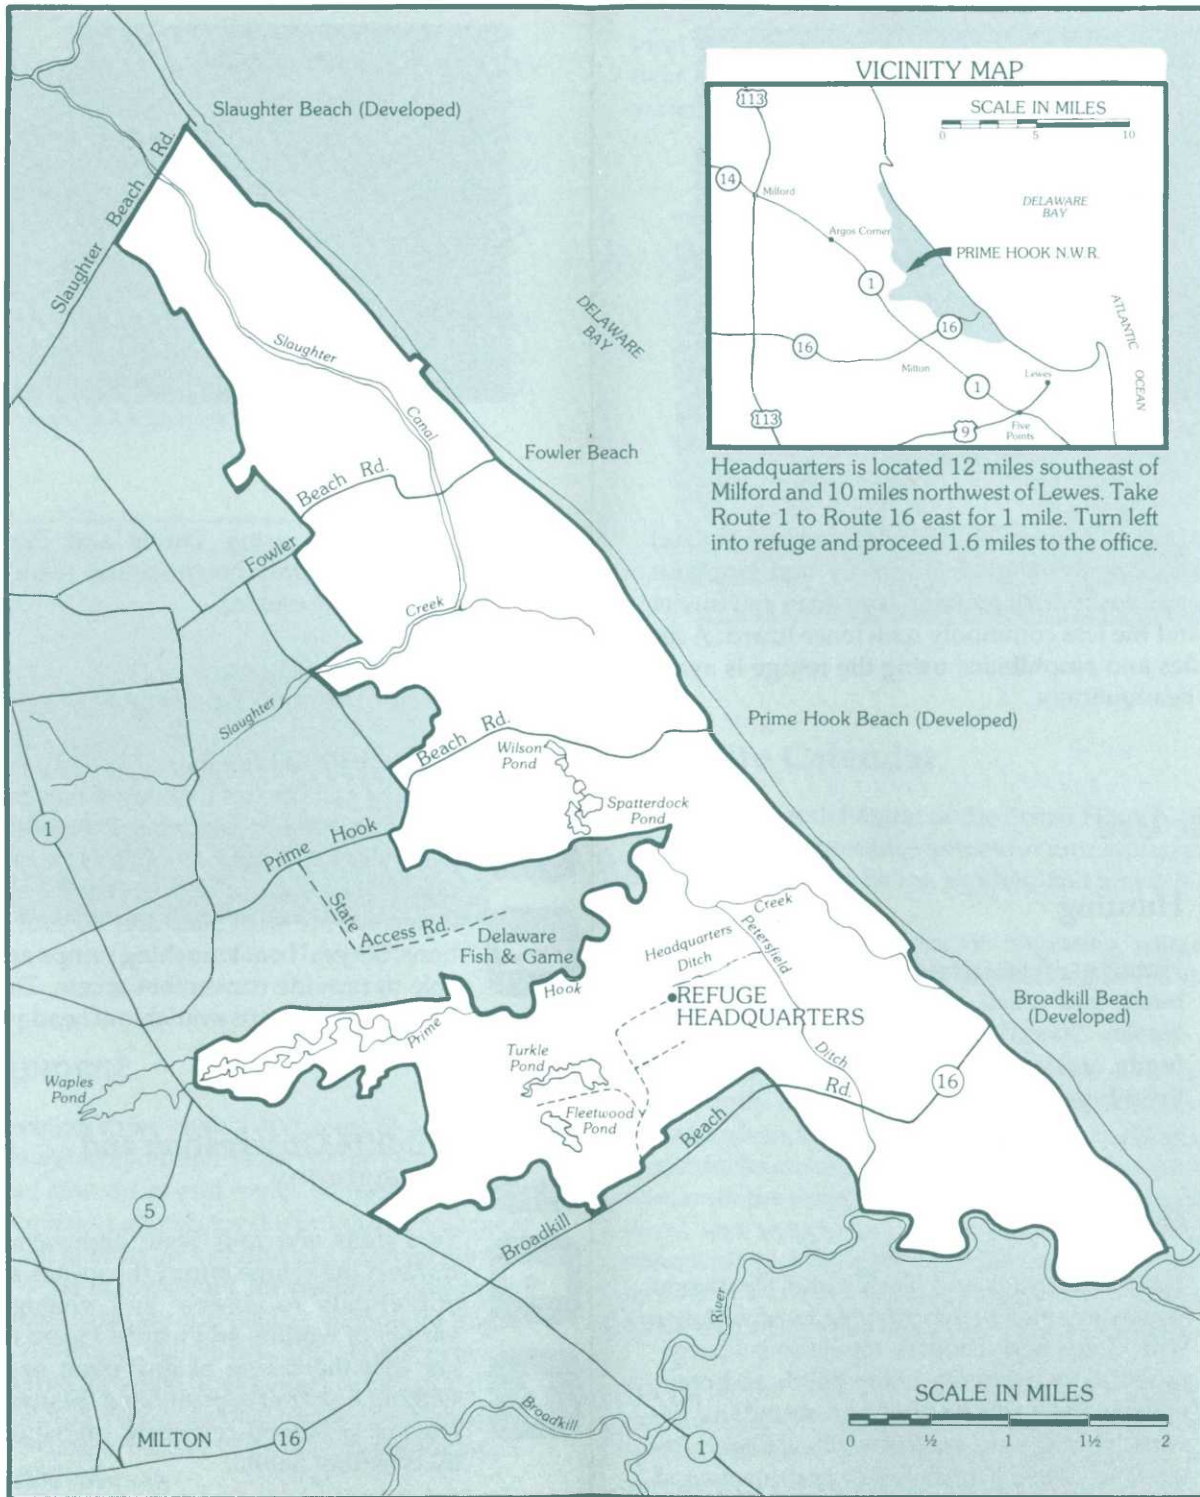 VICINITY MAP
SCALE IN MILES
0 5 10
113
14
Milford
Argos Corner
DELAWARE
BAY
PRIME HOOK N.W.R.
1
16
16
Milton
1
Lewes
ATLANTIC
OCEAN
113
9
Five
Points
Headquarters is located 12 miles southeast of
Milford and 10 miles northwest of Lewes. Take
Route 1 to Route 16 east for 1 mile. Turn left
into refuge and proceed 1.6 miles to the office.
Slaughter Beach (Developed)
Slaughter Beach Rd.
Slaughter
Canal
DELAWARE
BAY
Fowler Beach
Fowler Beach Rd.
Creek
Slaughter
Prime Hook Beach (Developed)
Prime Hook Beach Rd.
Wilson
Pond
Spatterdock
Pond
1
State
Access Rd.
Delaware
Fish & Game
Creek
Petersfield
Headquarters
Ditch
Hook
Prime
REFUGE
HEADQUARTERS
Broadkill Beach
(Developed)
Ditch
Turkle
Pond
Fleetwood
Pond
Waples
Pond
16
Broadkill Beach Rd.
5
River
Broadkill
MILTON
16
1
SCALE IN MILES
0 ½ 1 1½ 2